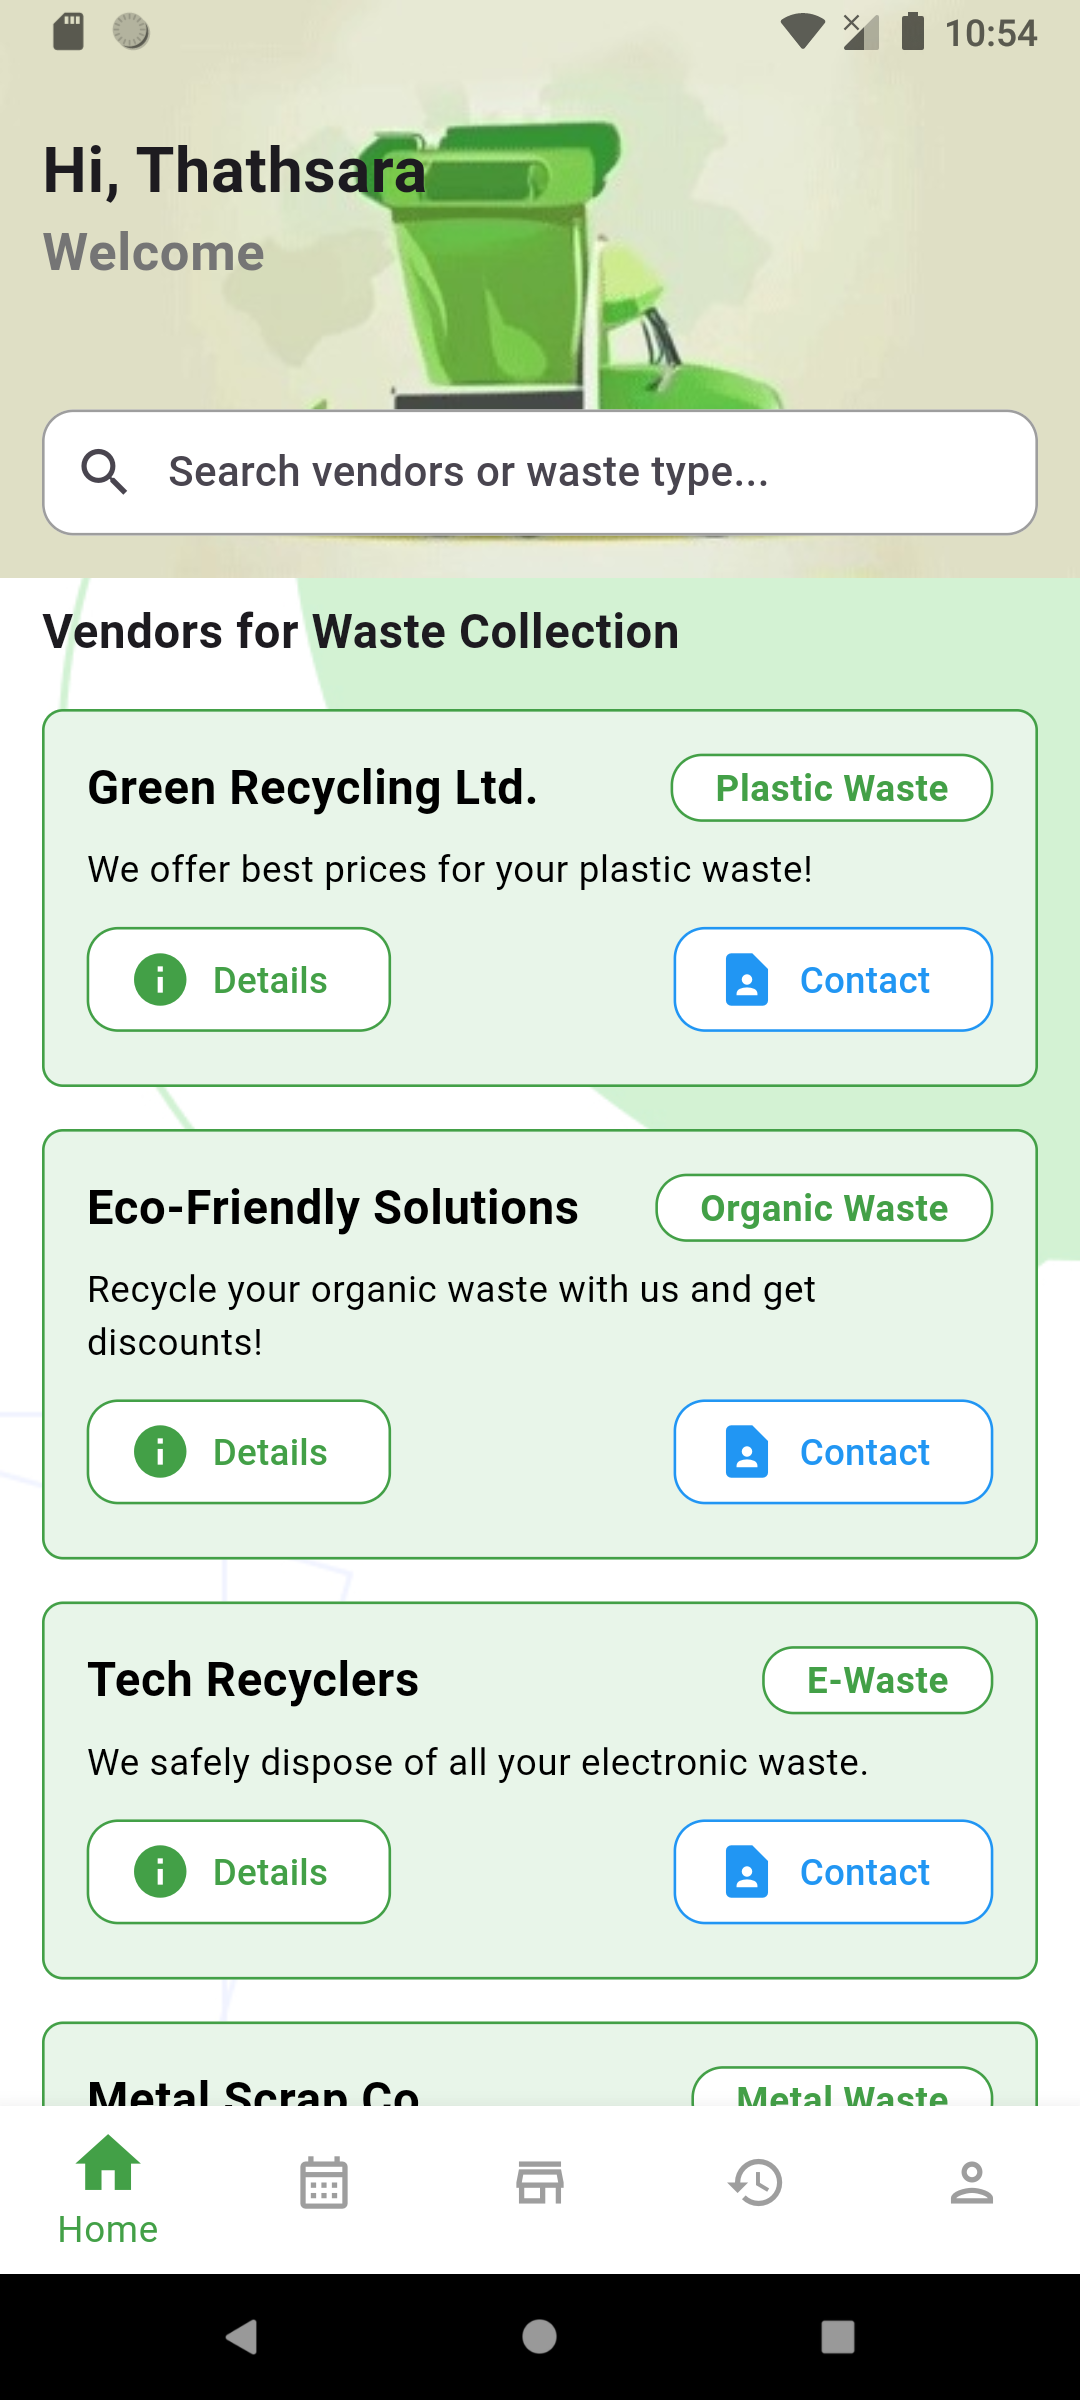 10:54
Hi, Thathsara
Welcome
Search vendors or waste type...
Vendors for Waste Collection
Green Recycling Ltd.
Plastic Waste
We offer best prices for your plastic waste!
Details
Contact
Eco-Friendly Solutions
Organic Waste
Recycle your organic waste with us and get
discounts!
Details
Contact
Tech Recyclers
E-Waste
We safely dispose of all your electronic waste.
Details
Contact
Metal Scrap Co
Metal Waste
Home